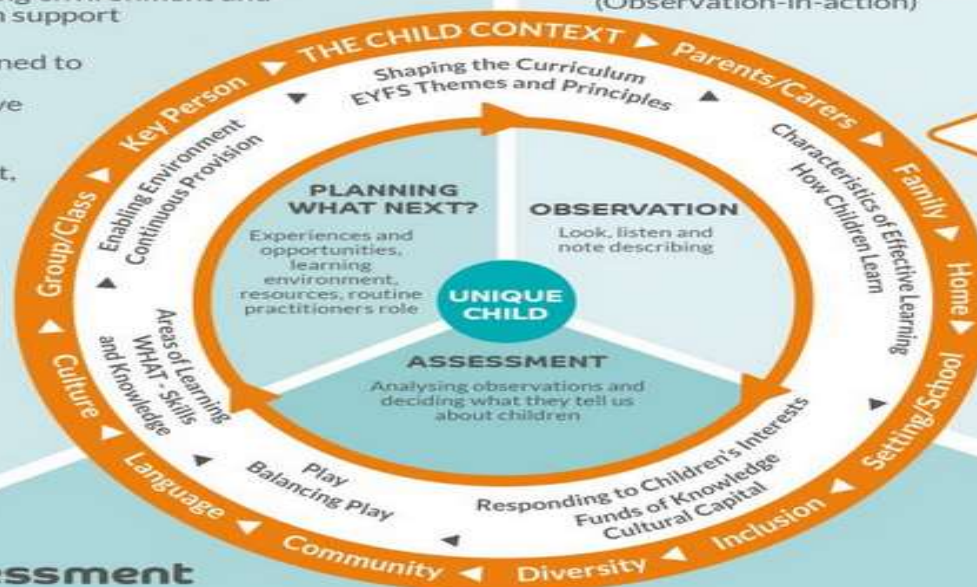 ng environment and
n support
ned to
ve
t,
(Observation-in-action)
THE CHILD CONTEXT
Parents/Carers
Family
Home
Setting/School
Inclusion
Diversity
Community
Language
Culture
Group/Class
Key Person
Shaping the Curriculum
EYFS Themes and Principles
Characteristics of Effective Learning
How Children Learn
Responding to Children's Interests
Funds of Knowledge
Cultural Capital
Play
Balancing Play
Areas of Learning
WHAT - Skills
and Knowledge
Enabling Environment
Continuous Provision
PLANNING
WHAT NEXT?
Experiences and
opportunities,
learning
environment,
resources, routine
practitioners role
OBSERVATION
Look, listen and
note describing
UNIQUE
CHILD
ASSESSMENT
Analysing observations and
deciding what they tell us
about children
essment